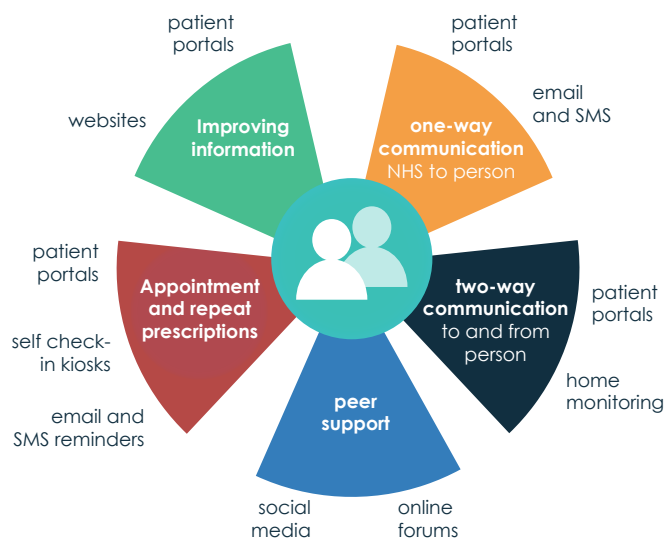 patient
portals
websites
Improving
information
patient
portals
email
and SMS
one-way
communication
NHS to person
patient
portals
self check-
in kiosks
email and
SMS reminders
Appointment
and repeat
prescriptions
two-way
communication
to and from
person
patient
portals
home
monitoring
peer
support
social
media
online
forums